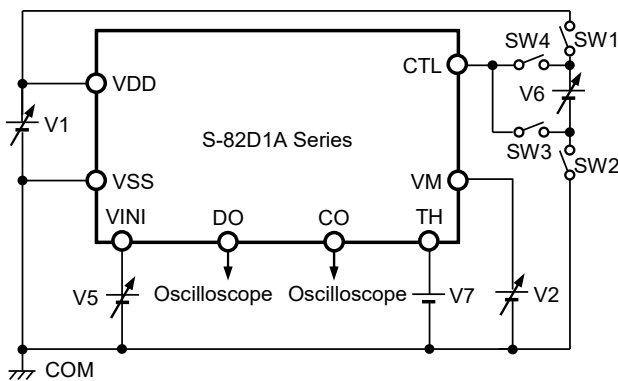 SW4
SW1
CTL
VDD
V6
V1
S-82D1A Series
SW3
SW2
VSS
VM
VINI
DO
CO
TH
V5
Oscilloscope
Oscilloscope
V7
V2
COM